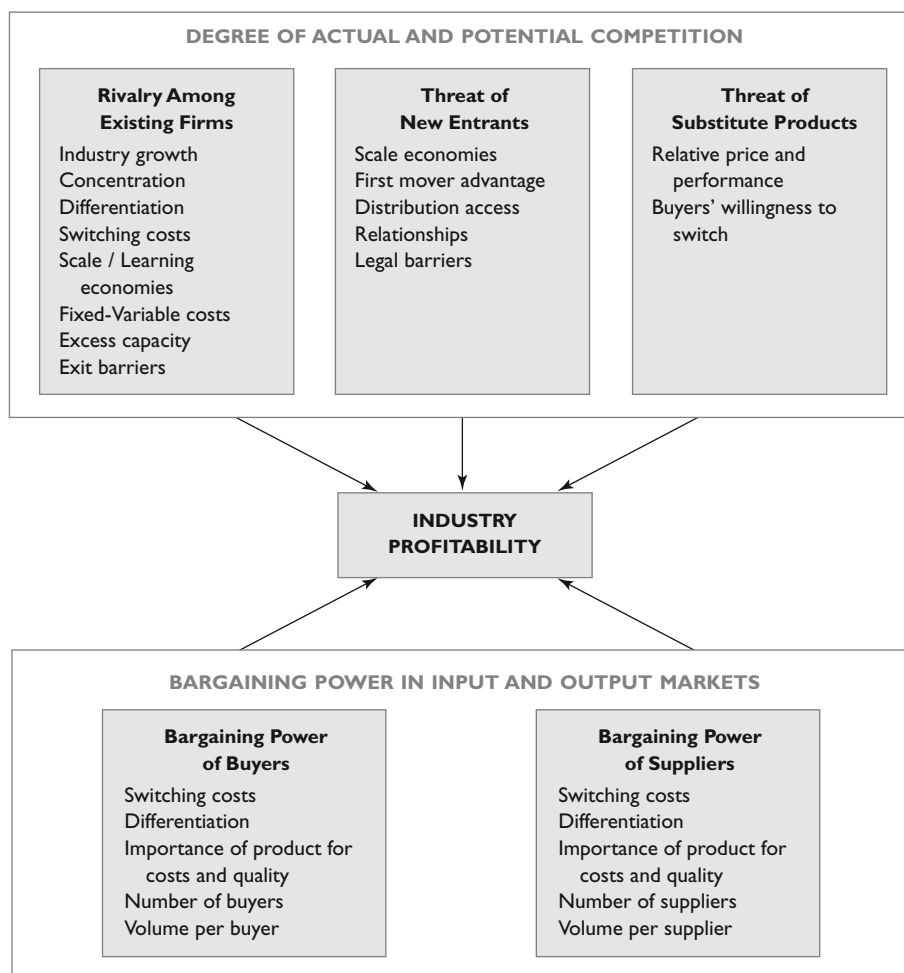 DEGREE OF ACTUAL AND POTENTIAL COMPETITION
Rivalry Among
Existing Firms
Industry growth
Concentration
Differentiation
Switching costs
Scale / Learning
economies
Fixed-Variable costs
Excess capacity
Exit barriers
Threat of
New Entrants
Scale economies
First mover advantage
Distribution access
Relationships
Legal barriers
Threat of
Substitute Products
Relative price and
performance
Buyers’ willingness to
switch
INDUSTRY
PROFITABILITY
BARGAINING POWER IN INPUT AND OUTPUT MARKETS
Bargaining Power
of Buyers
Switching costs
Differentiation
Importance of product for
costs and quality
Number of buyers
Volume per buyer
Bargaining Power
of Suppliers
Switching costs
Differentiation
Importance of product for
costs and quality
Number of suppliers
Volume per supplier